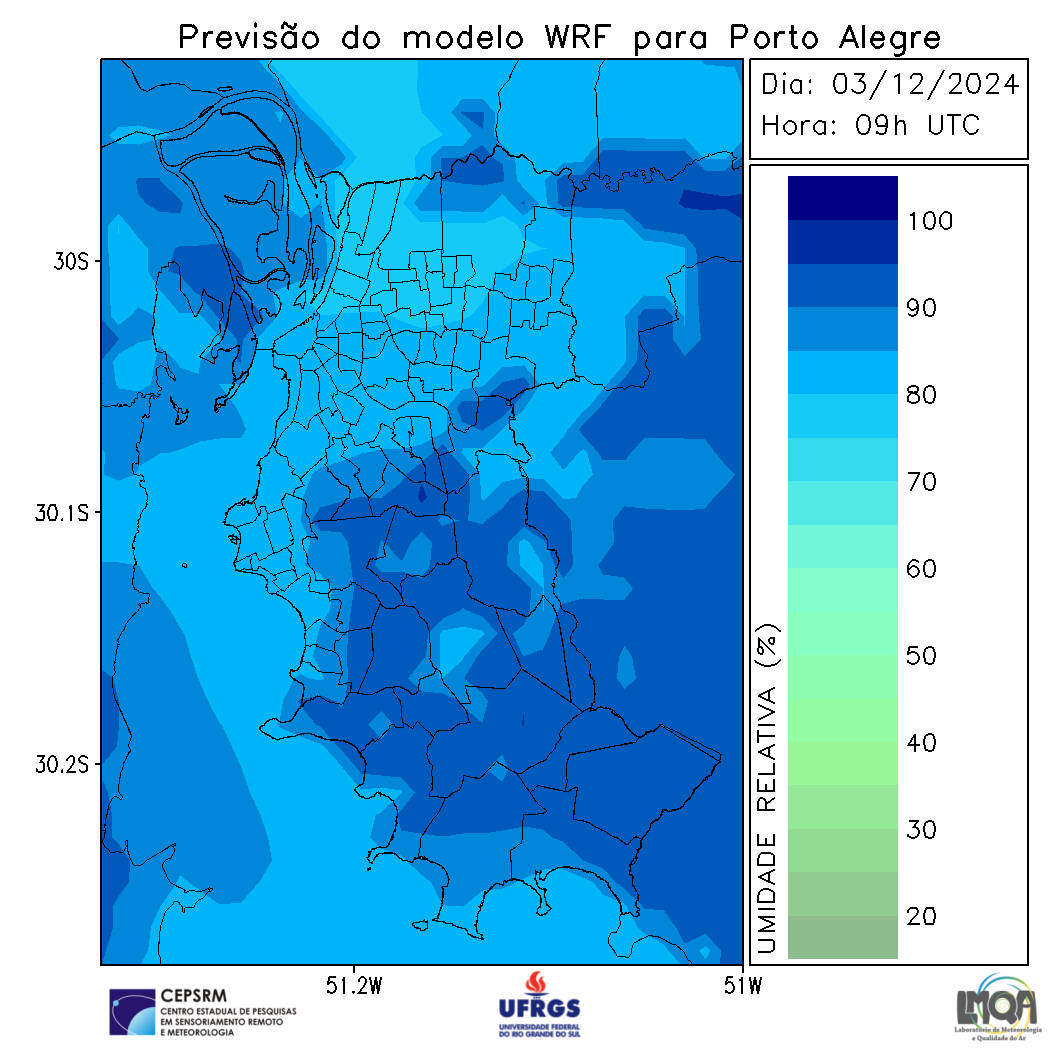 Previsão do modelo WRF para Porto Alegre
Dia: 03/12/2024
Hora: 09h UTC
30S
30.1S
30.2S
51.2W
51W
UMIDADE RELATIVA (%)
100
90
80
70
60
50
40
30
20
CEPSRM
CENTRO ESTADUAL DE PESQUISAS
EM SENSORIAMENTO REMOTO
E METEOROLOGIA
UFRGS
UNIVERSIDADE FEDERAL
DO RIO GRANDE DO SUL
LMQA
Laboratório de Meteorologia
e Qualidade do Ar